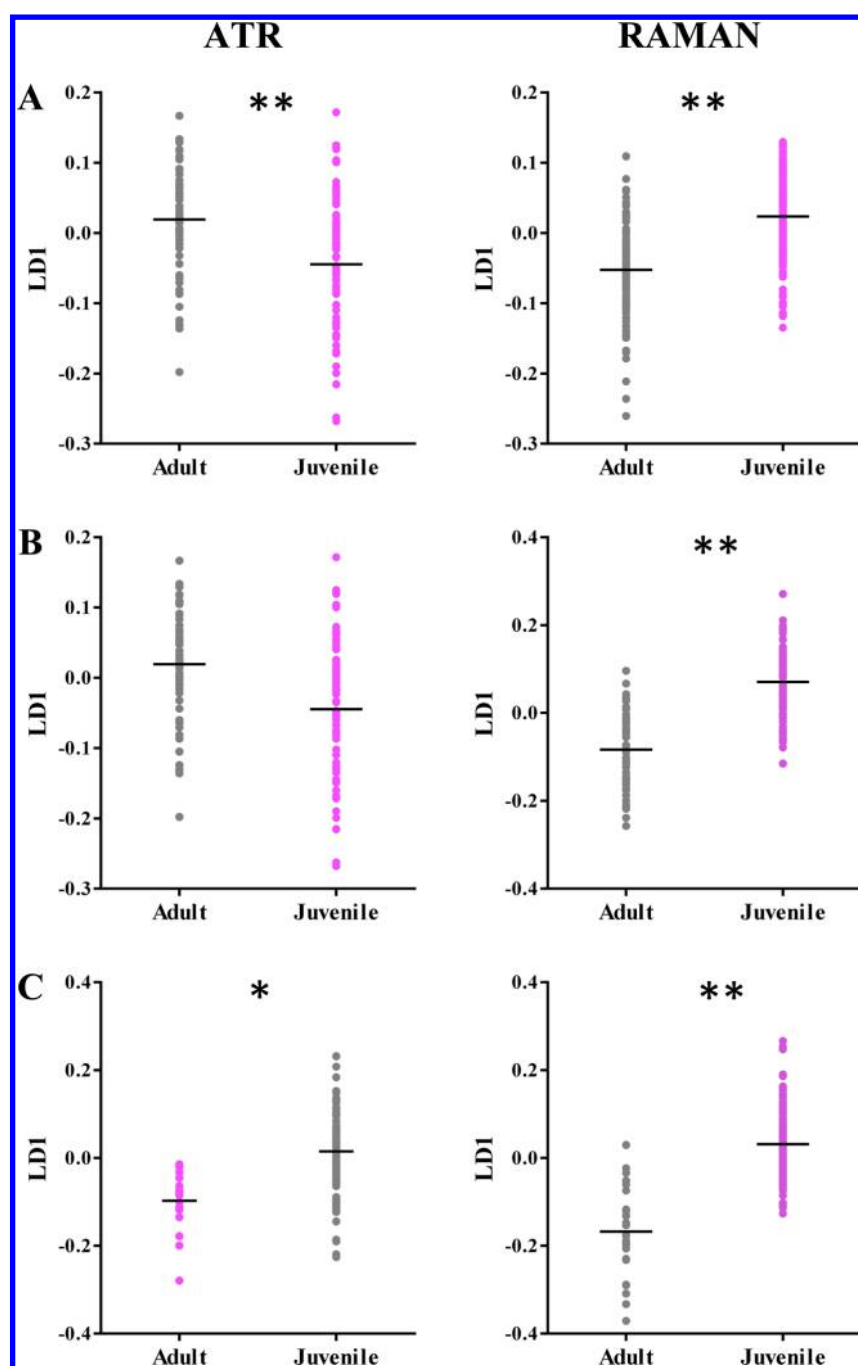 ATR RAMAN
A ** **
0.2 0.2
0.1 0.1
0.0 0.0
LD1 LD1
-0.1 -0.1
-0.2 -0.2
-0.3 -0.3
Adult Juvenile Adult Juvenile
B **
0.2 0.4
0.1 0.2
0.0 0.0
LD1 LD1
-0.1 -0.2
-0.2 -0.4
-0.3
Adult Juvenile Adult Juvenile
C * **
0.4 0.4
0.2 0.2
0.0 0.0
LD1 LD1
-0.2 -0.2
-0.4 -0.4
Adult Juvenile Adult Juvenile